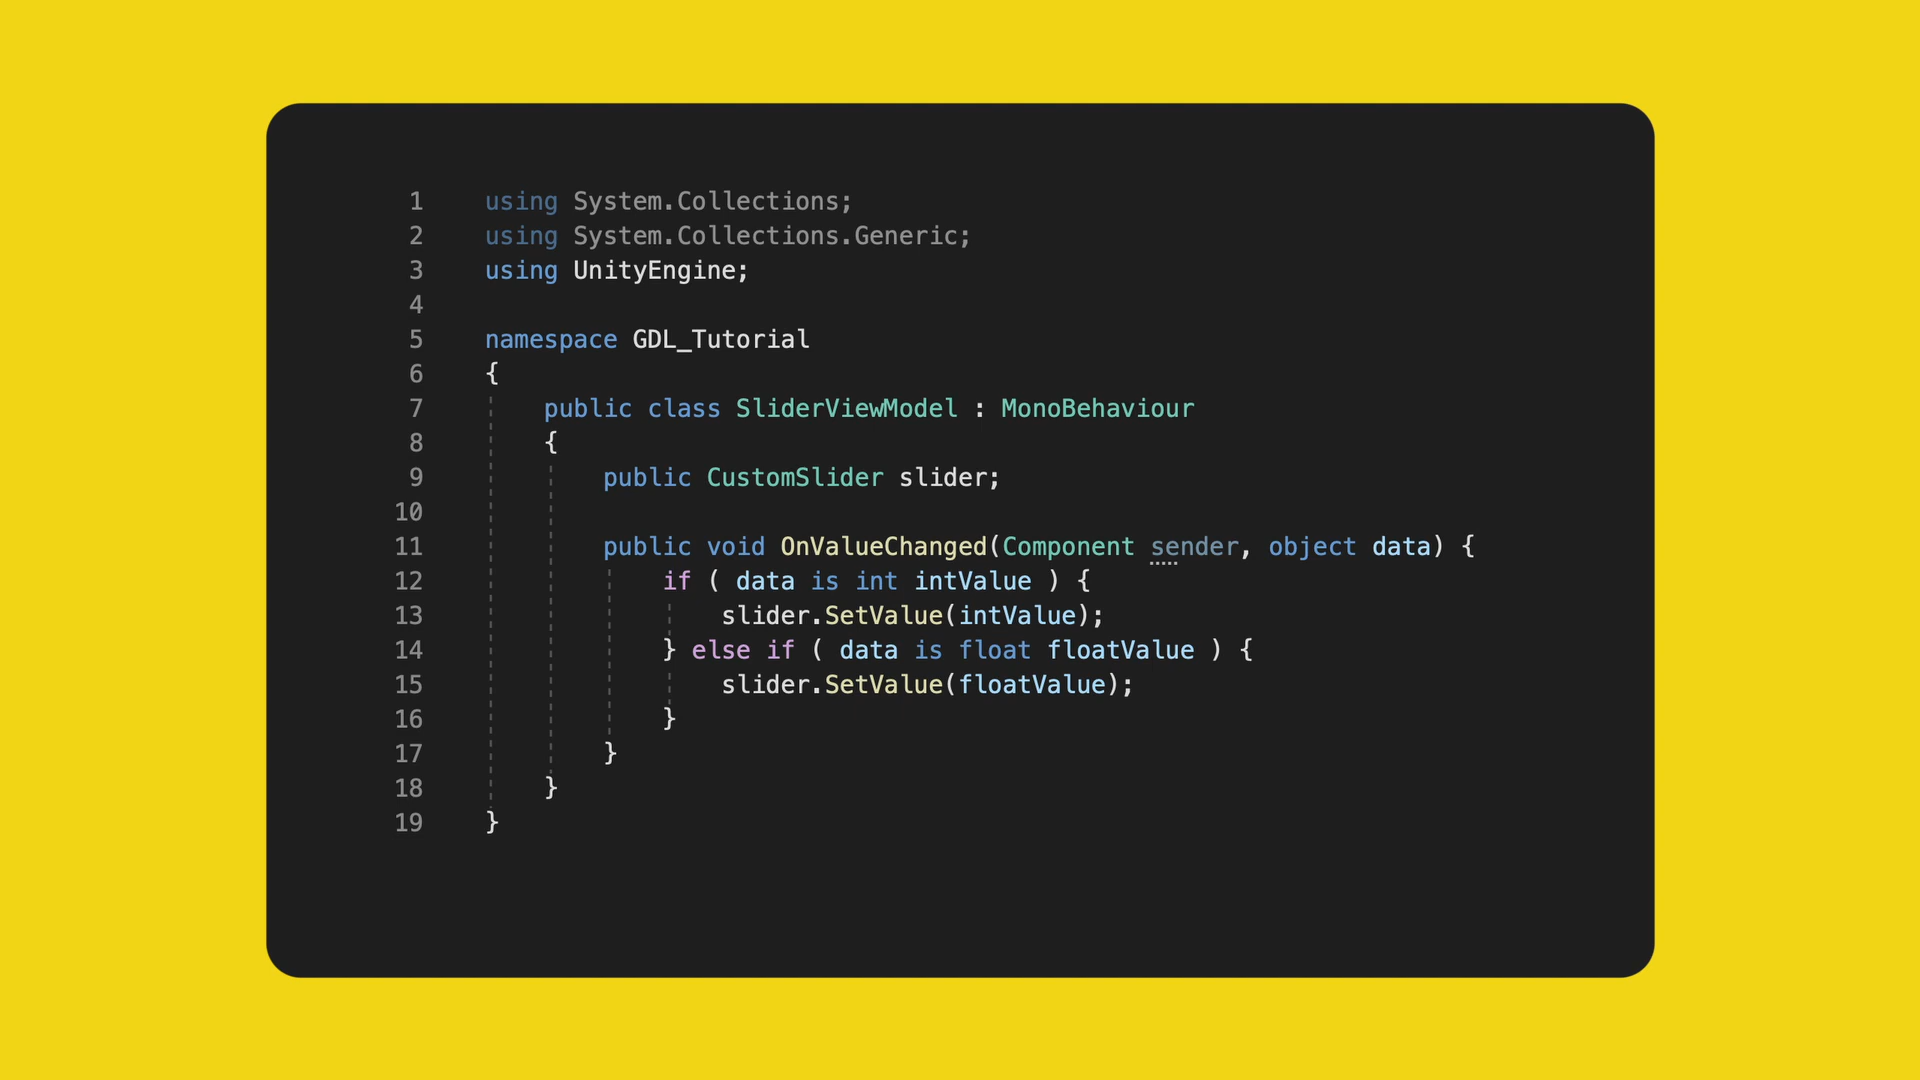 1 using System.Collections;
2 using System.Collections.Generic;
3 using UnityEngine;
4
5 namespace GDL_Tutorial
6 {
7     public class SliderViewModel : MonoBehaviour
8     {
9         public CustomSlider slider;
10
11         public void OnValueChanged(Component sender, object data) {
12             if ( data is int intValue ) {
13                 slider.SetValue(intValue);
14             } else if ( data is float floatValue ) {
15                 slider.SetValue(floatValue);
16             }
17         }
18     }
19 }